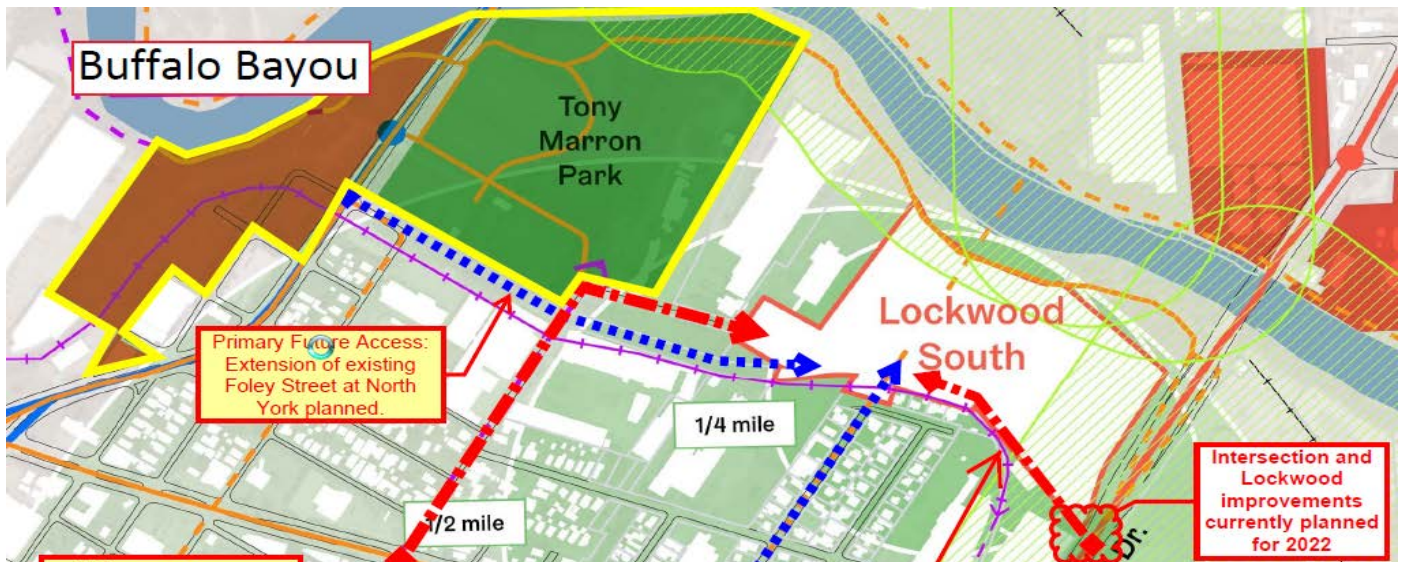 Buffalo Bayou
Tony
Marron
Park
Lockwood
South
Primary Future Access:
Extension of existing
Foley Street at North
York planned.
1/4 mile
1/2 mile
Intersection and
Lockwood
improvements
currently planned
for 2022
Dr.